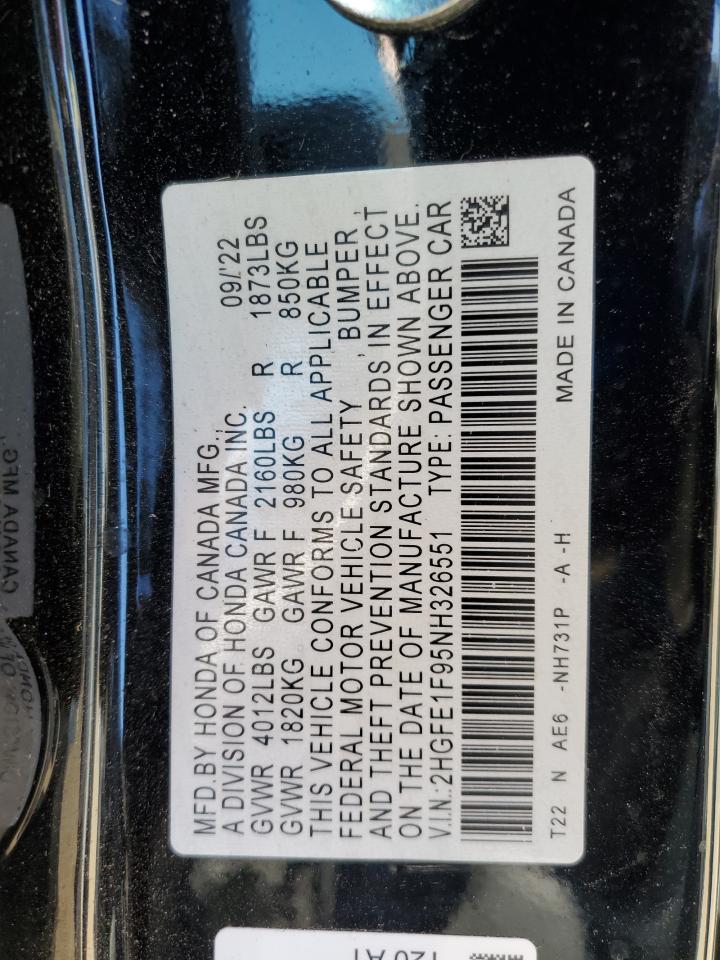 MFD.BY HONDA OF CANADA MFG.,
A DIVISION OF HONDA CANADA INC. 09/'22
GVWR 4012LBS GAWR F 2160LBS R 1873LBS
GVWR 1820KG GAWR F 980KG R 850KG
THIS VEHICLE CONFORMS TO ALL APPLICABLE
FEDERAL MOTOR VEHICLE SAFETY, BUMPER,
AND THEFT PREVENTION STANDARDS IN EFFECT
ON THE DATE OF MANUFACTURE SHOWN ABOVE.
V.I.N.:2HGFE1F95NH326551 TYPE: PASSENGER CAR
T22 N AE6 -NH731P -A -H MADE IN CANADA
CANADA MFG.,